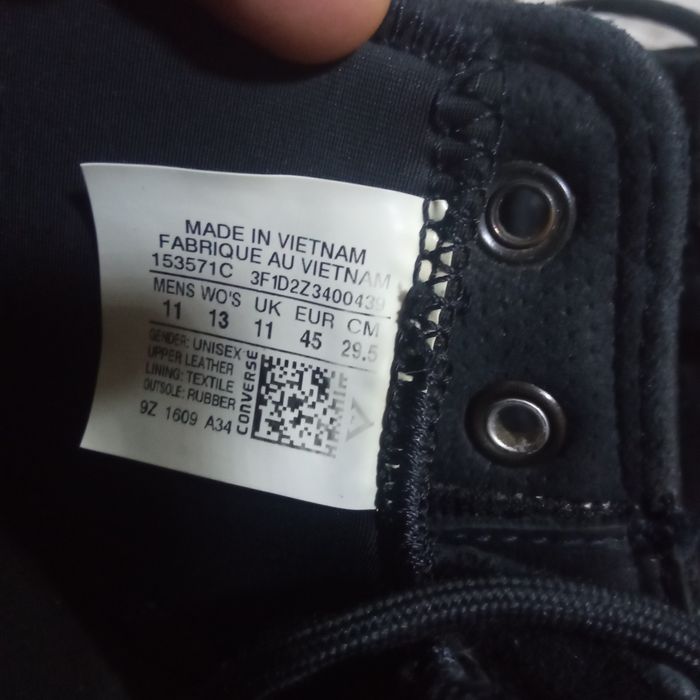 MADE IN VIETNAM
FABRIQUE AU VIETNAM
153571C 3F1D2Z3400439
MENS WO'S UK EUR CM
11 13 11 45 29.5
GENDER: UNISEX
UPPER LEATHER
LINING: TEXTILE
OUTSOLE: RUBBER
9Z 1609 A34
CONVERSE